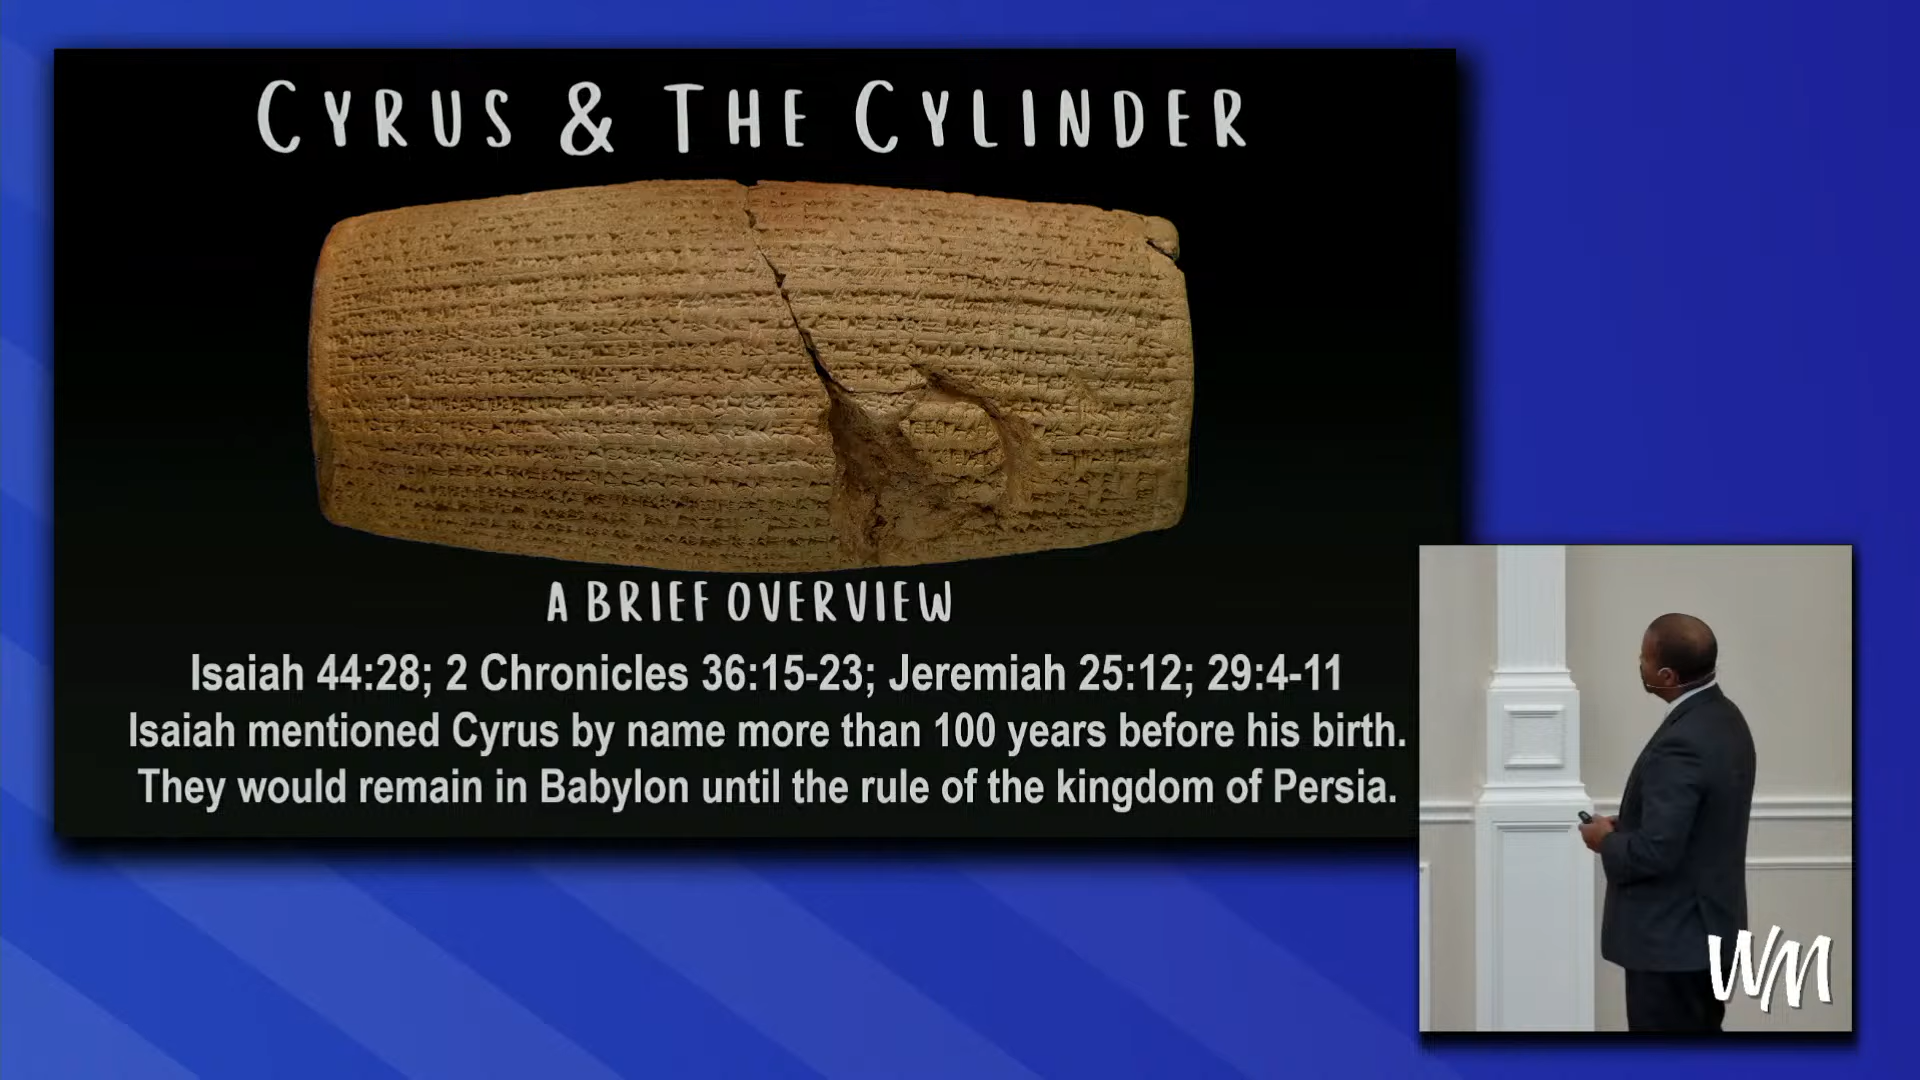 CYRUS & THE CYLINDER
A BRIEF OVERVIEW
Isaiah 44:28; 2 Chronicles 36:15-23; Jeremiah 25:12; 29:4-11
Isaiah mentioned Cyrus by name more than 100 years before his birth.
They would remain in Babylon until the rule of the kingdom of Persia.
WM